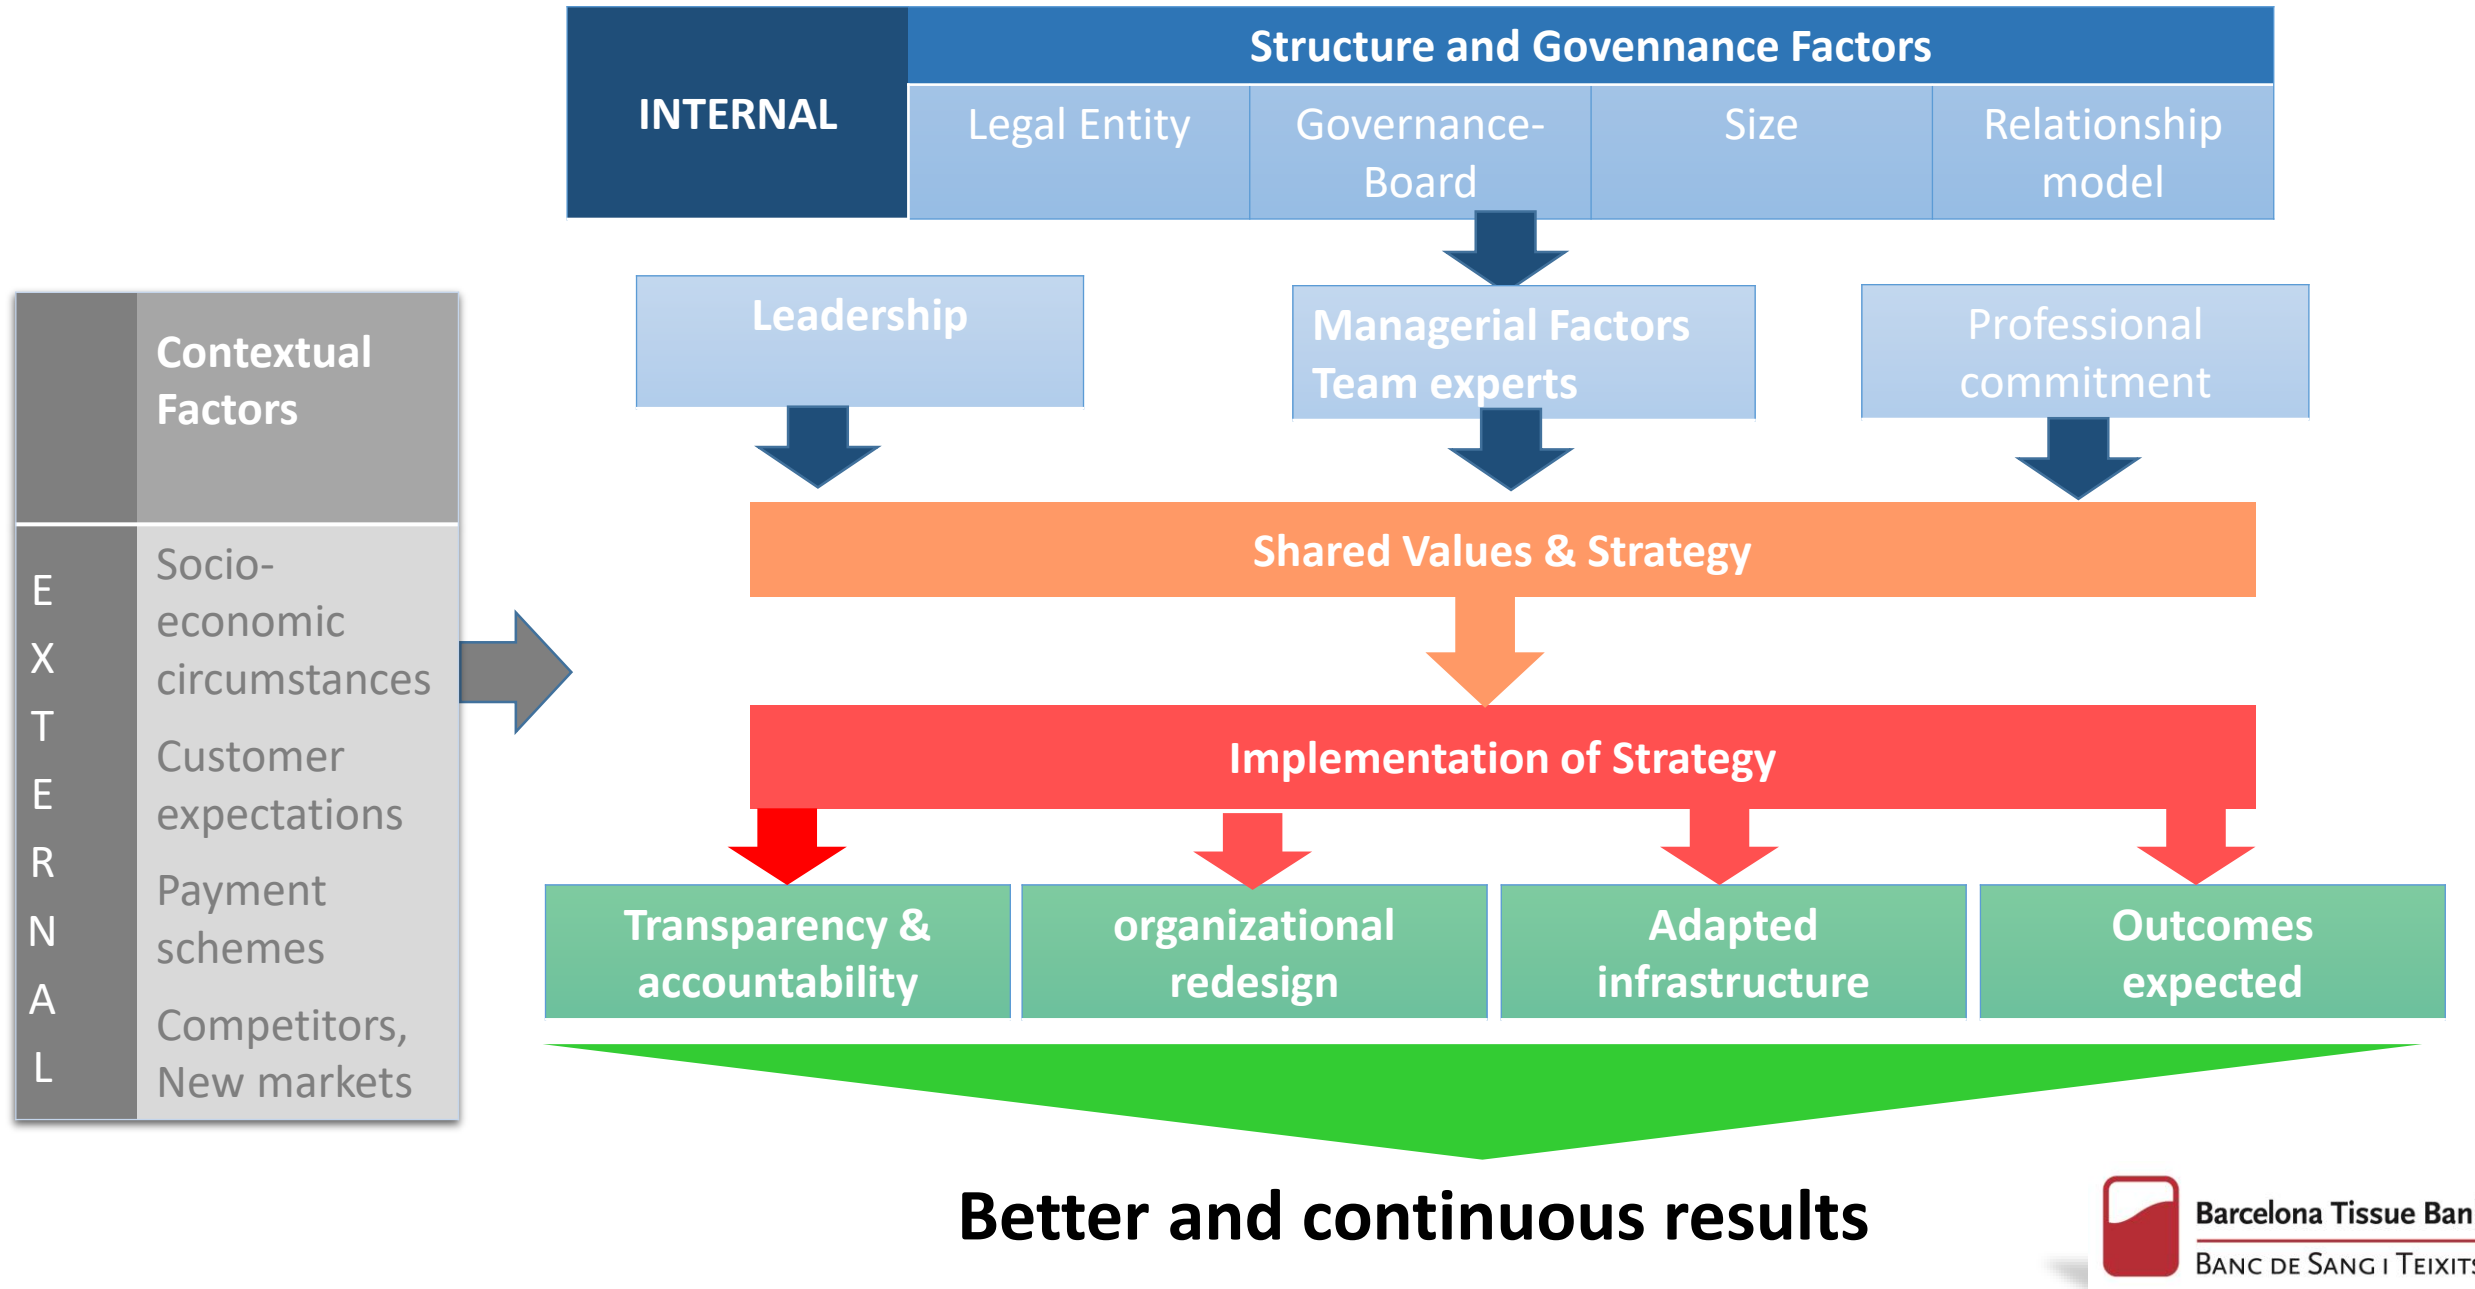 Structure and Govennance Factors
INTERNAL
Legal Entity
Governance-
Board
Size
Relationship
model
Leadership
Managerial Factors
Team experts
Professional
commitment
Contextual
Factors
E
X
T
E
R
N
A
L
Socio-
economic
circumstances
Customer
expectations
Payment
schemes
Competitors,
New markets
Shared Values & Strategy
Implementation of Strategy
Transparency &
accountability
organizational
redesign
Adapted
infrastructure
Outcomes
expected
Better and continuous results
Barcelona Tissue Ban
BANC DE SANG I TEIXITS